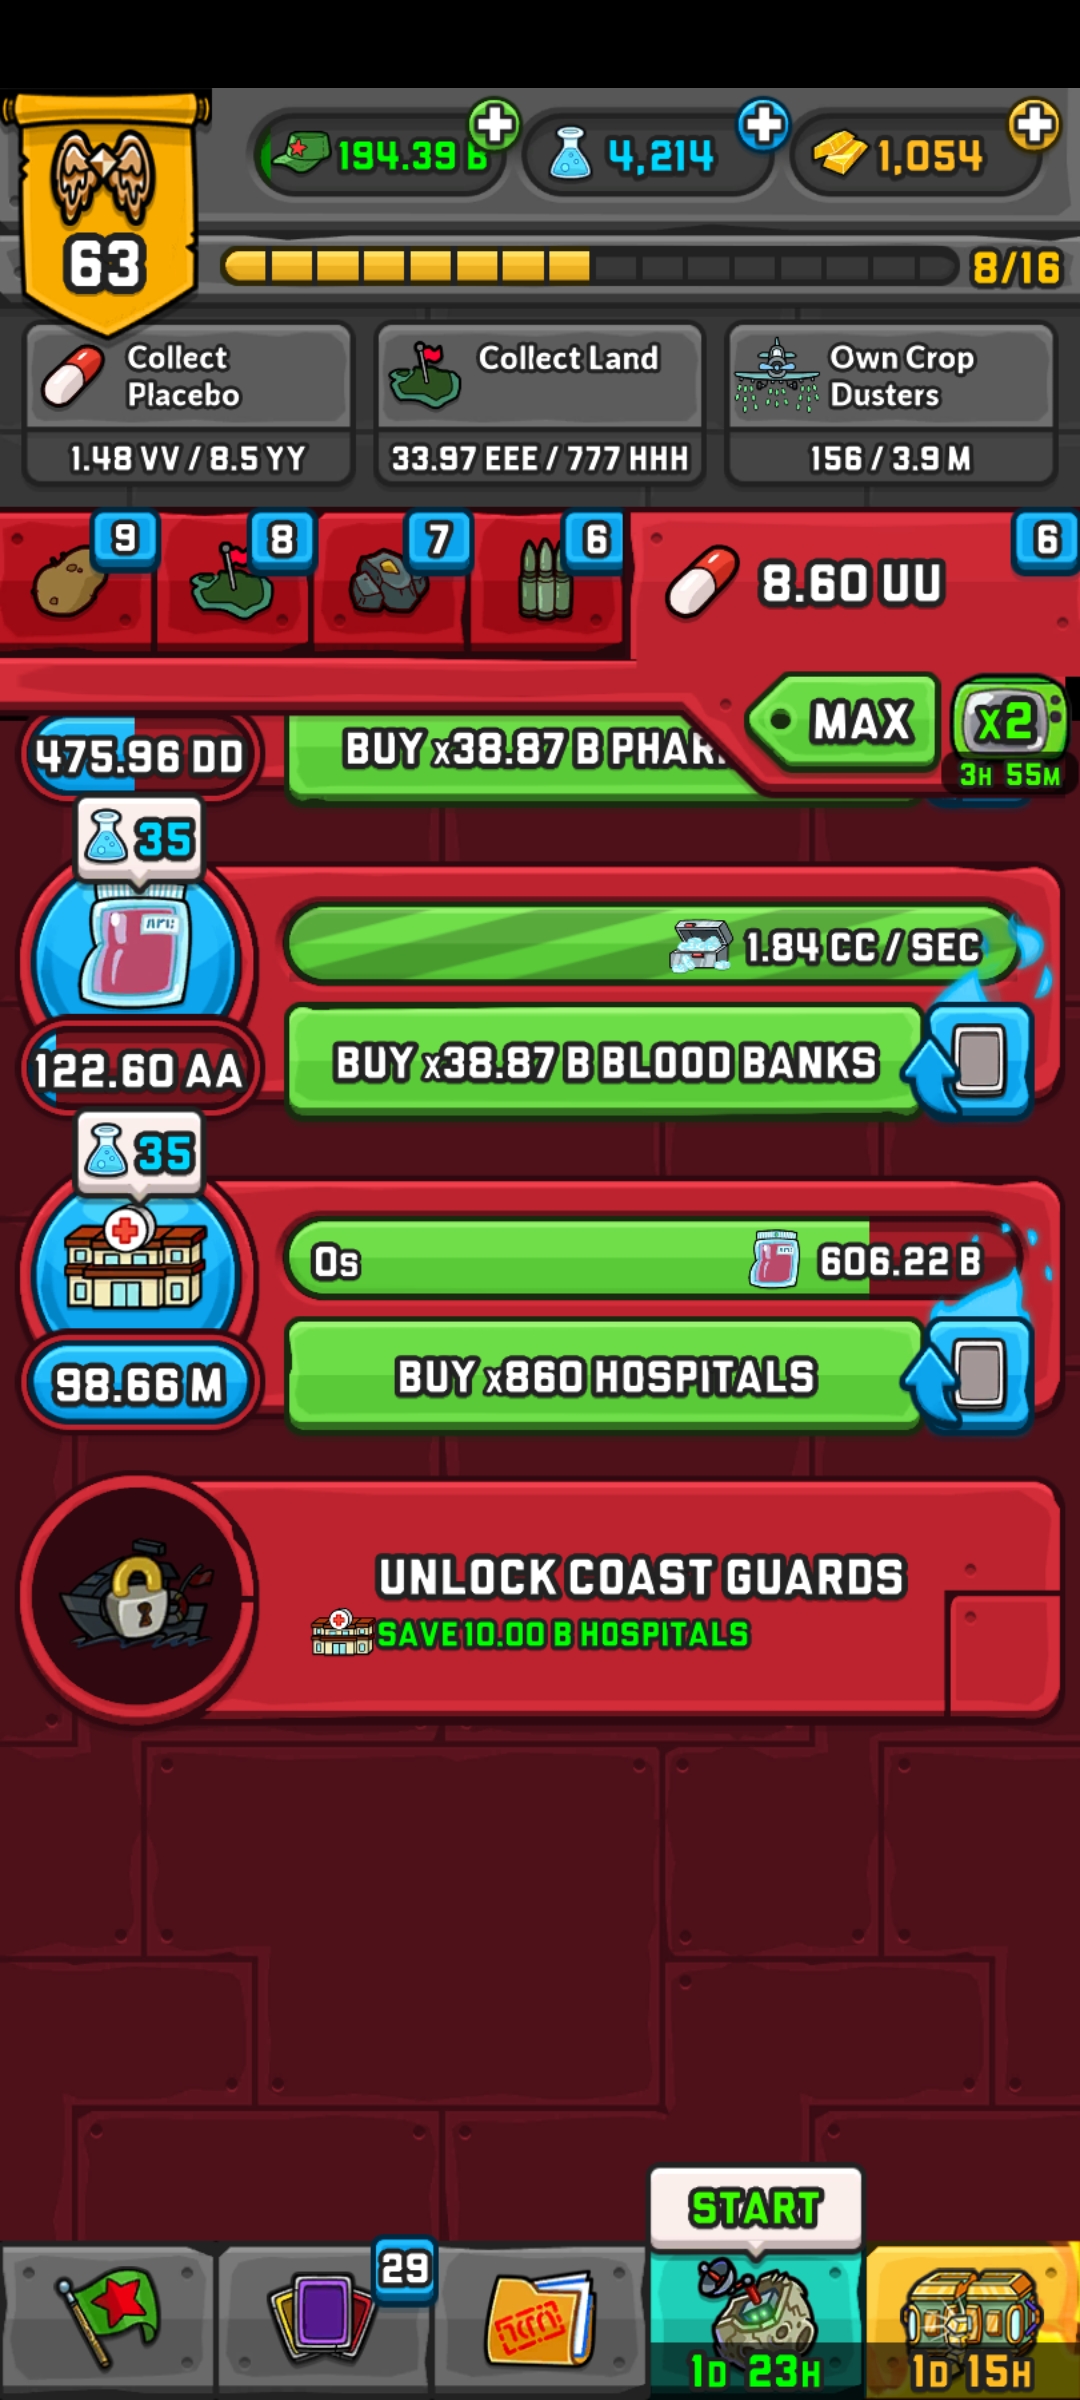 194.39 B
4,214
1,054
63
8/16
Collect
Placebo
Collect Land
Own Crop
Dusters
1.48 VV / 8.5 YY
33.97 EEE / 777 HHH
156 / 3.9 M
9
8
7
6
8.60 UU
6
MAX
x2
3H 55M
475.96 DD
BUY x38.87 B PHAR
35
1.84 CC / SEC
122.60 AA
BUY x38.87 B BLOOD BANKS
35
0s
606.22 B
98.66 M
BUY x860 HOSPITALS
UNLOCK COAST GUARDS
SAVE 10.00 B HOSPITALS
START
29
1D 23H
1D 15H